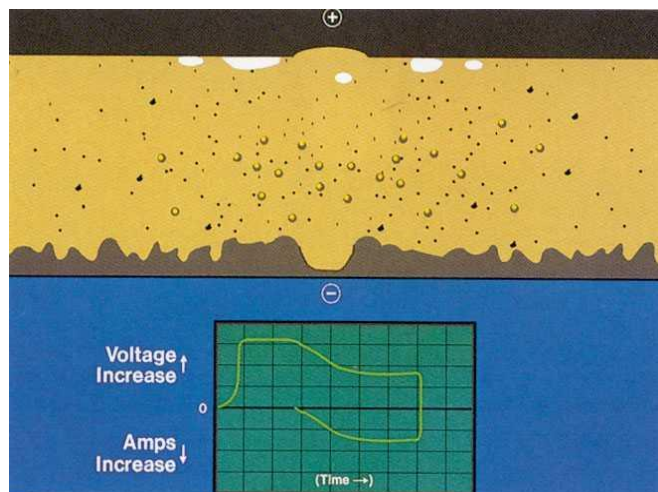 +
−
Voltage
Increase ↑
0
Amps
Increase ↓
(Time →)